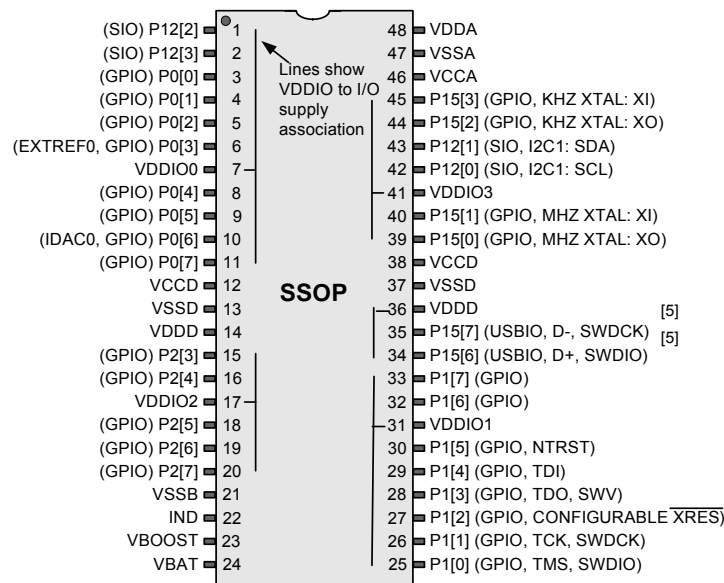 (SIO) P12[2] 1 48 VDDA
(SIO) P12[3] 2 47 VSSA
(GPIO) P0[0] 3 Lines show 46 VCCA
(GPIO) P0[1] 4 VDDIO to I/O 45 P15[3] (GPIO, KHZ XTAL: XI)
(GPIO) P0[2] 5 supply association 44 P15[2] (GPIO, KHZ XTAL: XO)
(EXTREF0, GPIO) P0[3] 6 43 P12[1] (SIO, I2C1: SDA)
VDDIO0 7 42 P12[0] (SIO, I2C1: SCL)
(GPIO) P0[4] 8 41 VDDIO3
(GPIO) P0[5] 9 40 P15[1] (GPIO, MHZ XTAL: XI)
(IDAC0, GPIO) P0[6] 10 39 P15[0] (GPIO, MHZ XTAL: XO)
(GPIO) P0[7] 11 38 VCCD
VCCD 12 SSOP 37 VSSD
VSSD 13 36 VDDD [5]
VDDD 14 35 P15[7] (USBIO, D-, SWDCK) [5]
(GPIO) P2[3] 15 34 P15[6] (USBIO, D+, SWDIO)
(GPIO) P2[4] 16 33 P1[7] (GPIO)
VDDIO2 17 32 P1[6] (GPIO)
(GPIO) P2[5] 18 31 VDDIO1
(GPIO) P2[6] 19 30 P1[5] (GPIO, NTRST)
(GPIO) P2[7] 20 29 P1[4] (GPIO, TDI)
VSSB 21 28 P1[3] (GPIO, TDO, SWV)
IND 22 27 P1[2] (GPIO, CONFIGURABLE XRES)
VBOOST 23 26 P1[1] (GPIO, TCK, SWDCK)
VBAT 24 25 P1[0] (GPIO, TMS, SWDIO)